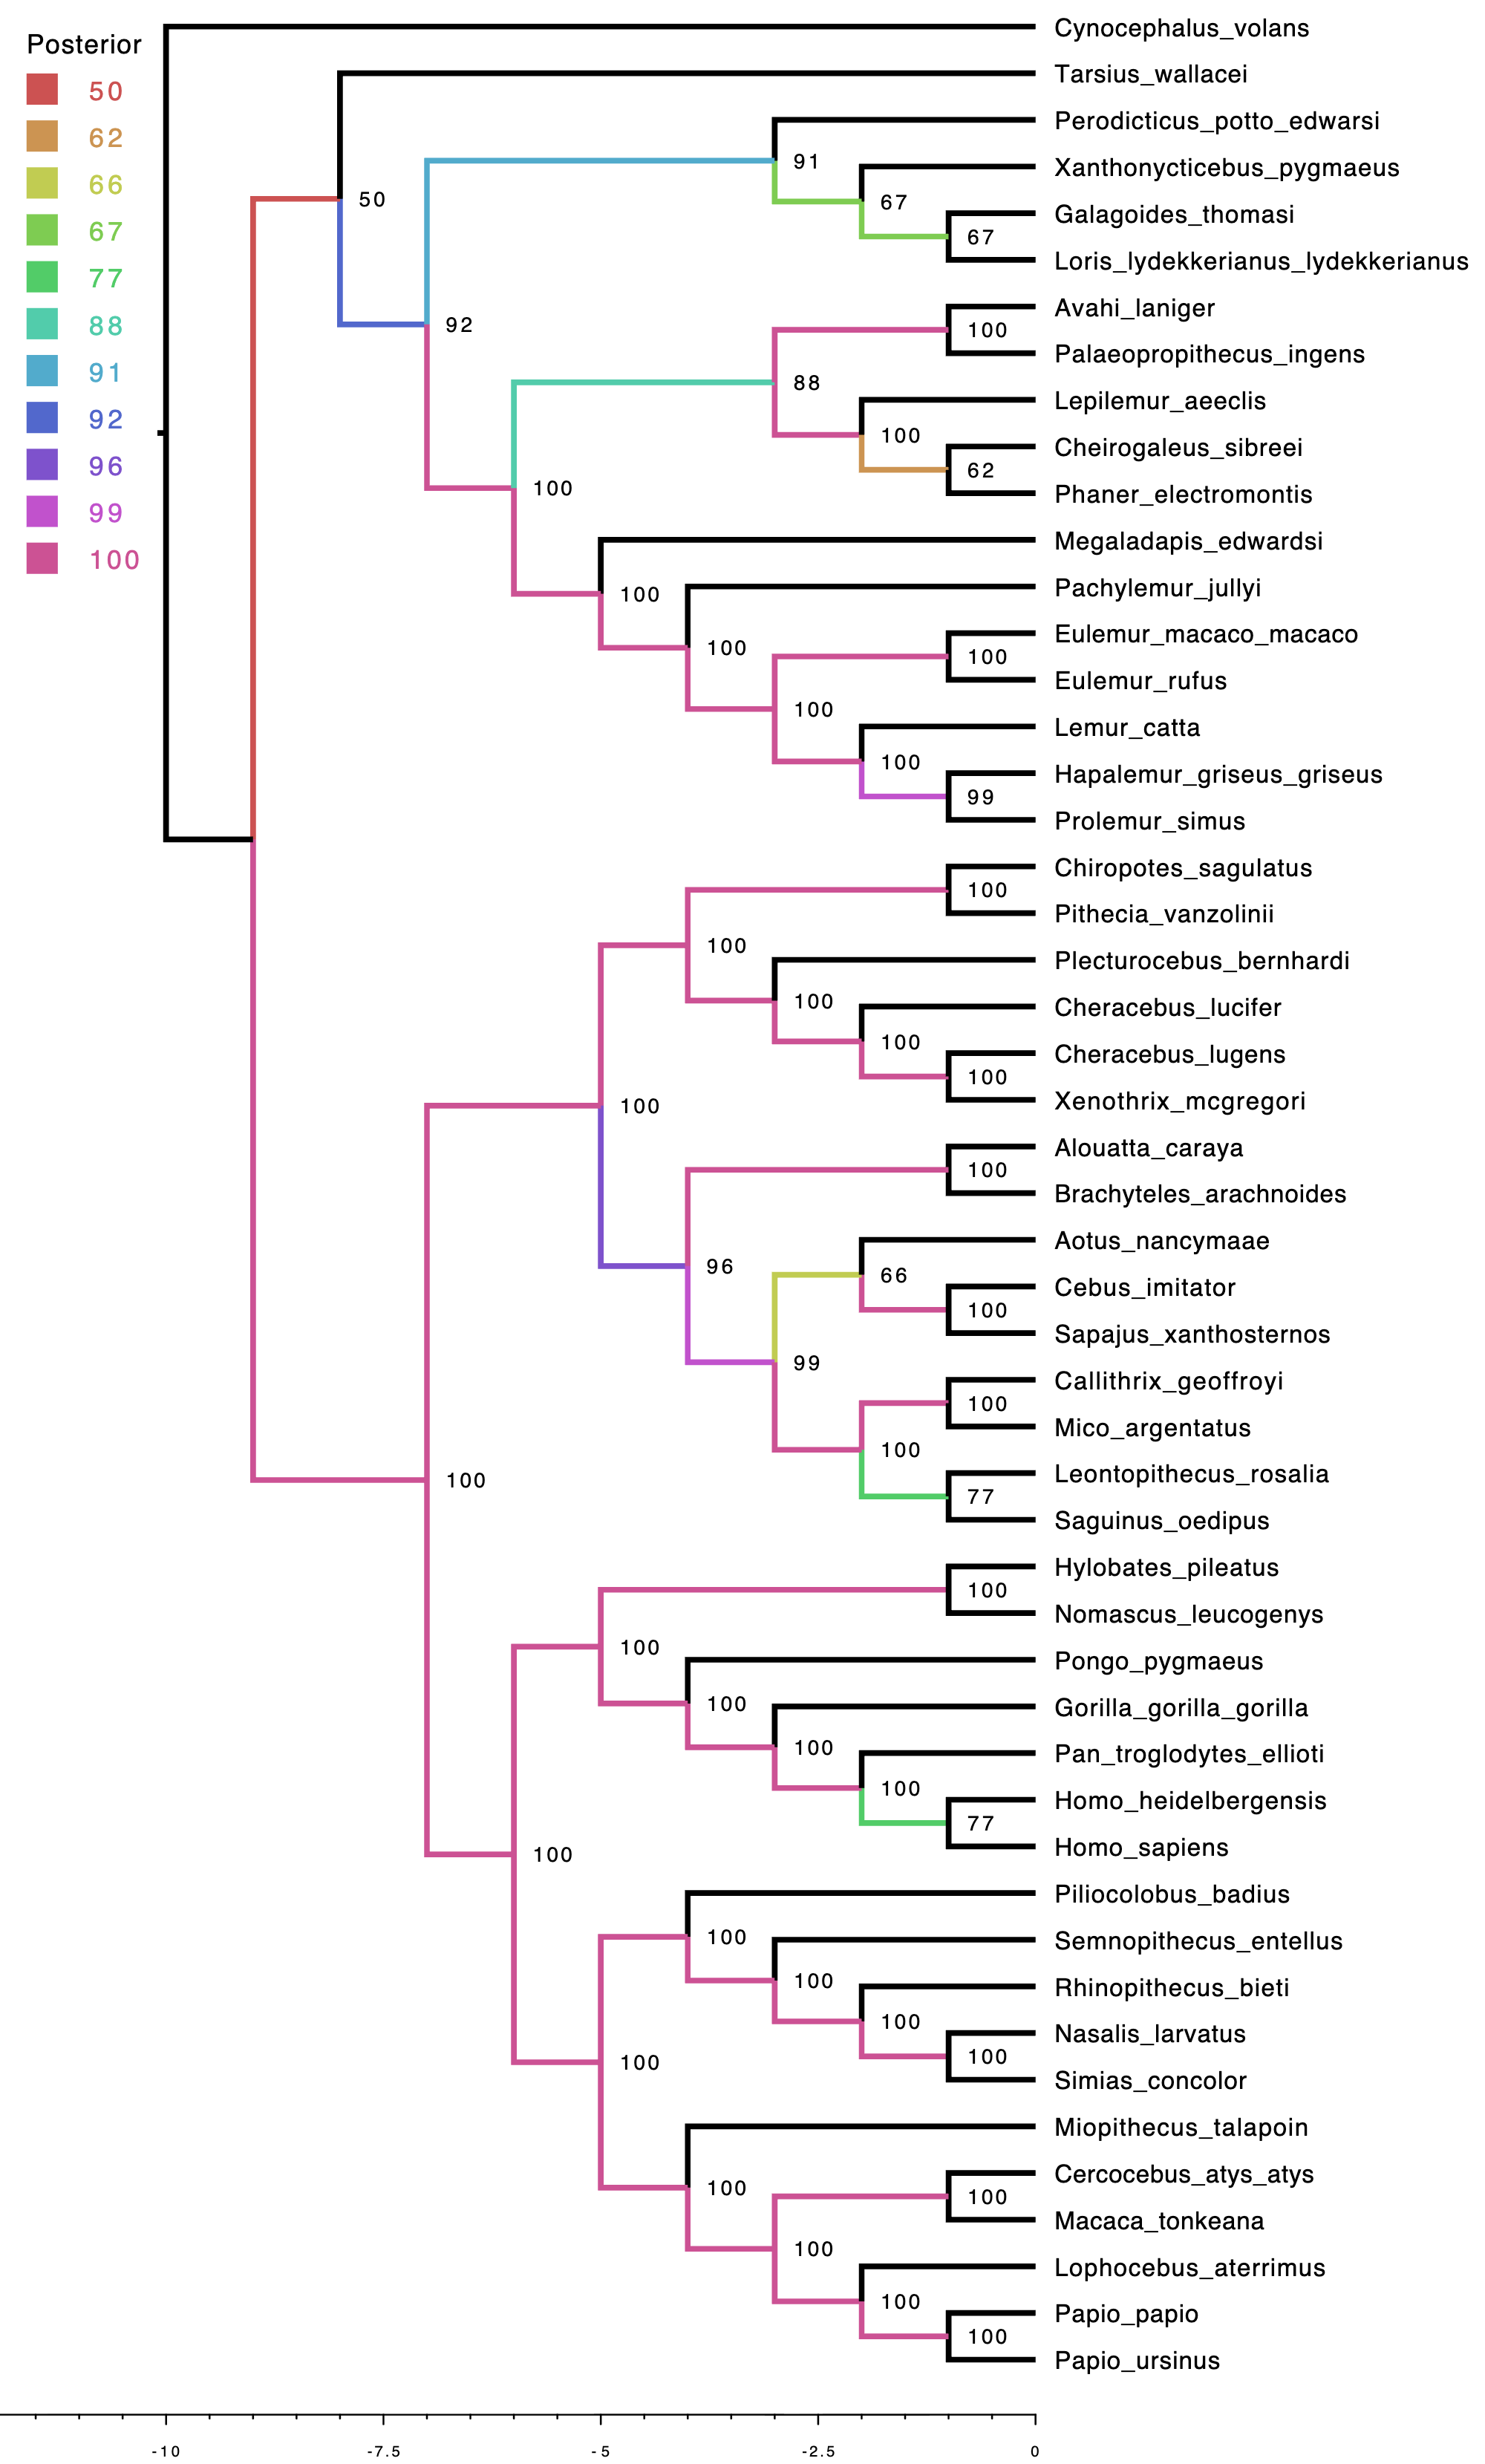 Posterior
50
62
66
67
77
88
91
92
96
99
100
Cynocephalus_volans
Tarsius_wallacei
Perodicticus_potto_edwarsi
91
Xanthonycticebus_pygmaeus
50
67
Galagoides_thomasi
67
Loris_lydekkerianus_lydekkerianus
Avahi_laniger
92
100
Palaeopropithecus_ingens
88
Lepilemur_aeeclis
100
Cheirogaleus_sibreei
62
100
Phaner_electromontis
Megaladapis_edwardsi
100
Pachylemur_jullyi
Eulemur_macaco_macaco
100
100
Eulemur_rufus
100
Lemur_catta
100
Hapalemur_griseus_griseus
99
Prolemur_simus
Chiropotes_sagulatus
100
Pithecia_vanzolinii
100
Plecturocebus_bernhardi
100
Cheracebus_lucifer
100
Cheracebus_lugens
100
Xenothrix_mcgregori
100
Alouatta_caraya
100
Brachyteles_arachnoides
Aotus_nancymaae
96
66
Cebus_imitator
100
Sapajus_xanthosternos
99
Callithrix_geoffroyi
100
Mico_argentatus
100
Leontopithecus_rosalia
100
77
Saguinus_oedipus
Hylobates_pileatus
100
Nomascus_leucogenys
100
Pongo_pygmaeus
100
Gorilla_gorilla_gorilla
100
Pan_troglodytes_ellioti
100
Homo_heidelbergensis
77
Homo_sapiens
100
Piliocolobus_badius
100
Semnopithecus_entellus
100
Rhinopithecus_bieti
100
Nasalis_larvatus
100
100
Simias_concolor
Miopithecus_talapoin
Cercocebus_atys_atys
100
100
Macaca_tonkeana
100
Lophocebus_aterrimus
100
Papio_papio
100
Papio_ursinus
-10 -7.5 -5 -2.5 0